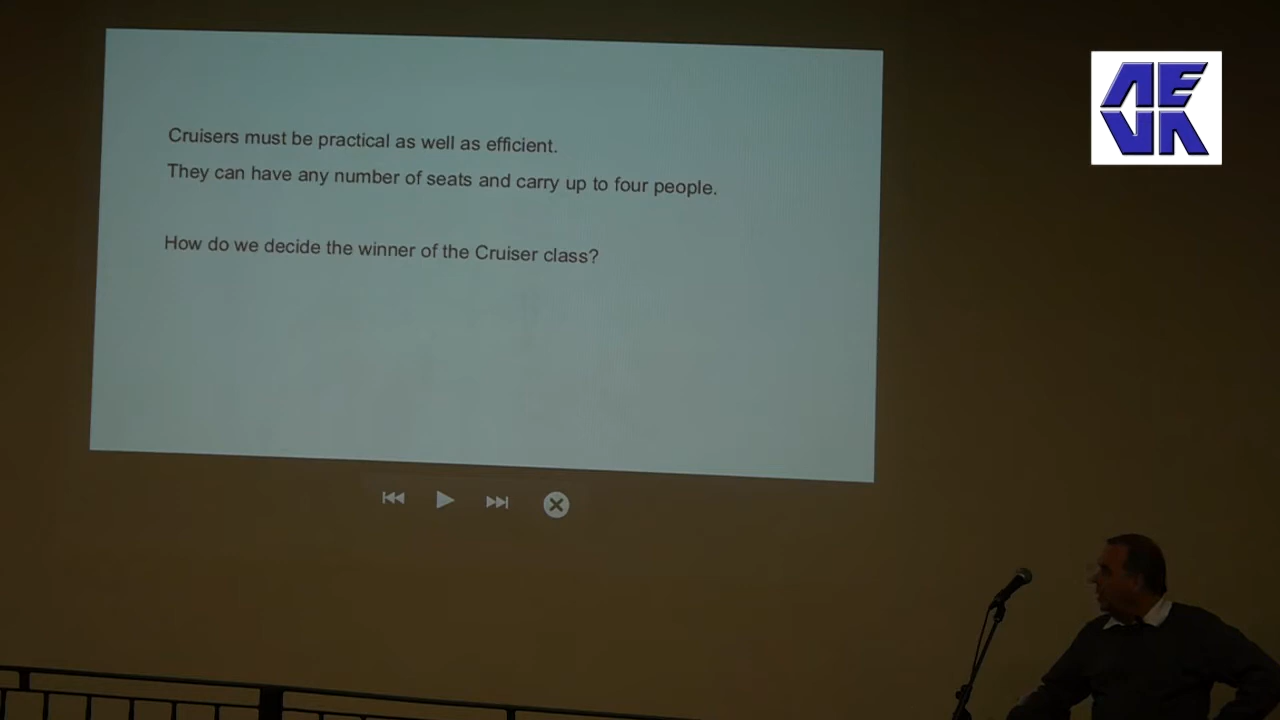 Cruisers must be practical as well as efficient.
They can have any number of seats and carry up to four people.
How do we decide the winner of the Cruiser class?
AEVA